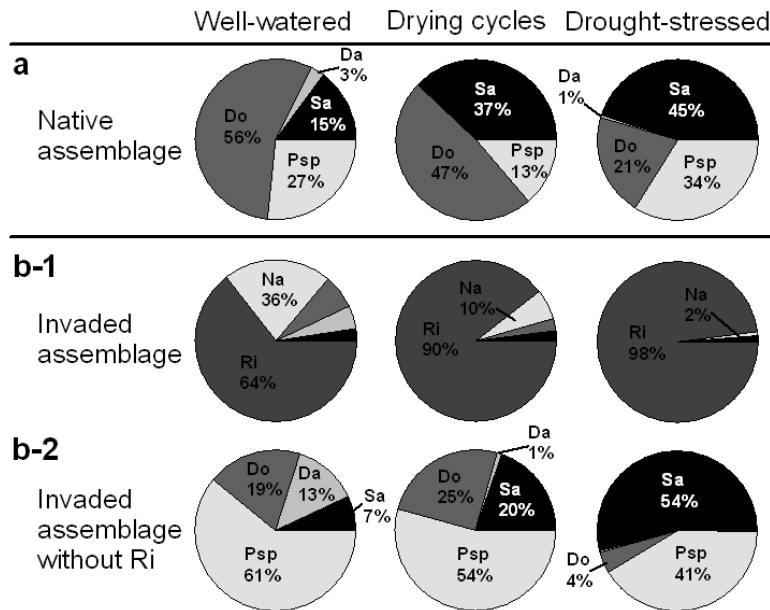 Well-watered Drying cycles Drought-stressed
a
Native
assemblage
Do
56%
Da
3%
Sa
15%
Psp
27%
Sa
37%
Do
47%
Psp
13%
Da
1%
Sa
45%
Do
21%
Psp
34%
b-1
Invaded
assemblage
Na
36%
Ri
64%
Na
10%
Ri
90%
Na
2%
Ri
98%
b-2
Invaded
assemblage
without Ri
Do
19%
Da
13%
Sa
7%
Psp
61%
Da
1%
Do
25%
Sa
20%
Psp
54%
Sa
54%
Do
4%
Psp
41%